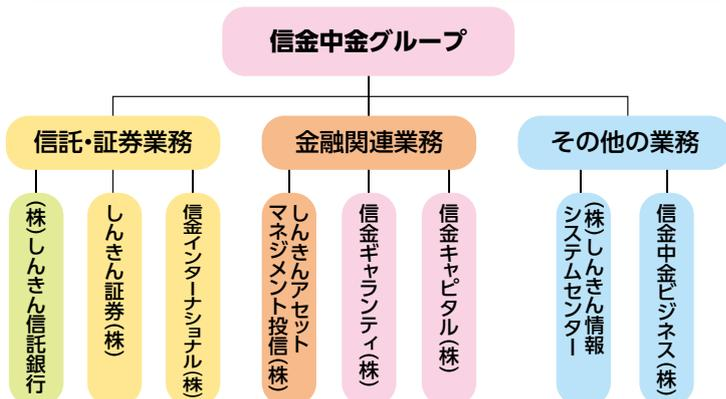 信金中金グループ
信託・証券業務
金融関連業務
その他の業務
(株)しんきん信託銀行
しんきん証券(株)
信金インターナショナル(株)
しんきんアセット
マネジメント投信(株)
信金ギャランティ(株)
信金キャピタル(株)
(株)しんきん情報
システムセンター
信金中金ビジネス(株)